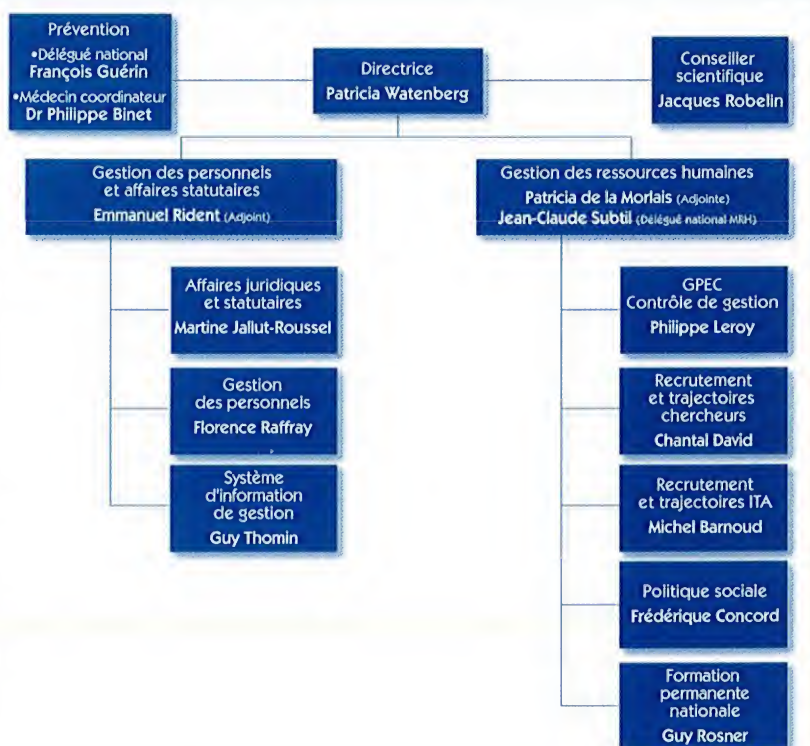 Prévention
•Délégué national
François Guérin
•Médecin coordinateur
Dr Philippe Binet
Directrice
Patricia Watenberg
Conseiller
scientifique
Jacques Robelin
Gestion des personnels
et affaires statutaires
Emmanuel Rident (Adjoint)
Gestion des ressources humaines
Patricia de la Morlais (Adjointe)
Jean-Claude Subtil (Délégué national MRH)
Affaires juridiques
et statutaires
Martine Jallut-Roussel
Gestion
des personnels
Florence Raffray
Système
d'information
de gestion
Guy Thomin
GPEC
Contrôle de gestion
Philippe Leroy
Recrutement
et trajectoires
chercheurs
Chantal David
Recrutement
et trajectoires ITA
Michel Barnoud
Politique sociale
Frédérique Concord
Formation
permanente
nationale
Guy Rosner